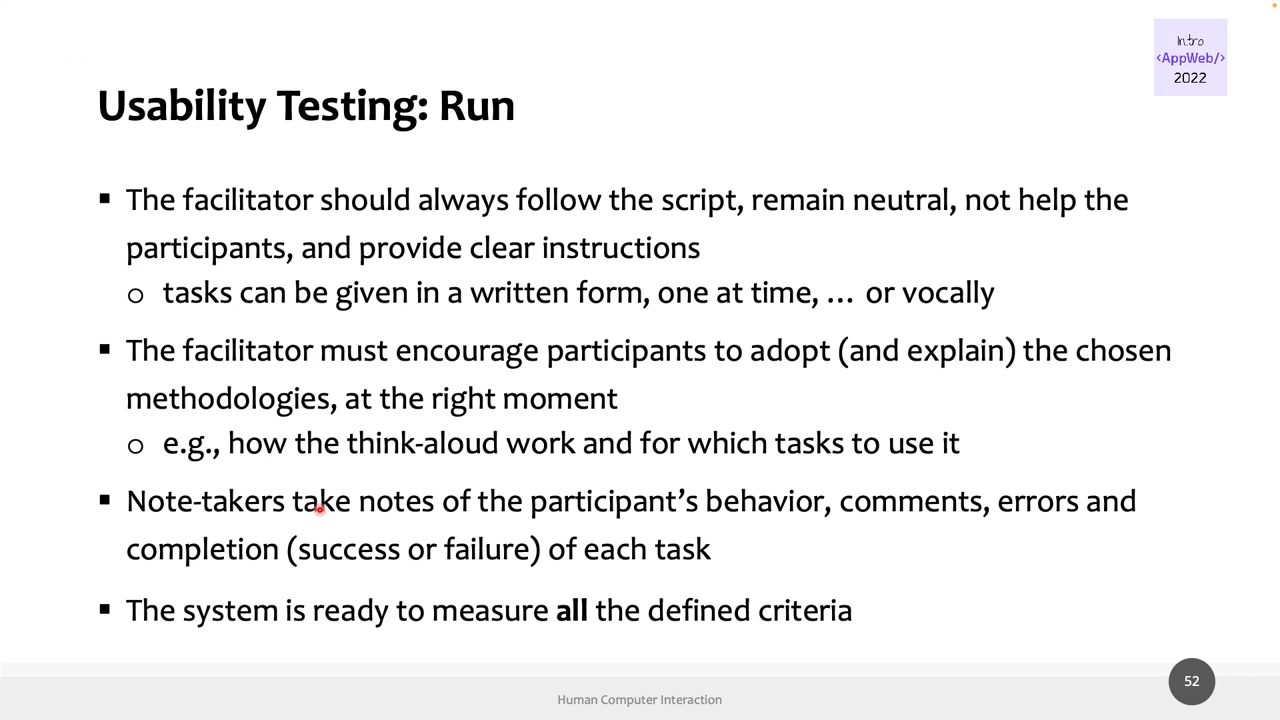 Intro
<AppWeb/>
2022
Usability Testing: Run
▪ The facilitator should always follow the script, remain neutral, not help the
participants, and provide clear instructions
o tasks can be given in a written form, one at time, … or vocally
▪ The facilitator must encourage participants to adopt (and explain) the chosen
methodologies, at the right moment
o e.g., how the think-aloud work and for which tasks to use it
▪ Note-takers take notes of the participant’s behavior, comments, errors and
completion (success or failure) of each task
▪ The system is ready to measure all the defined criteria
Human Computer Interaction
52